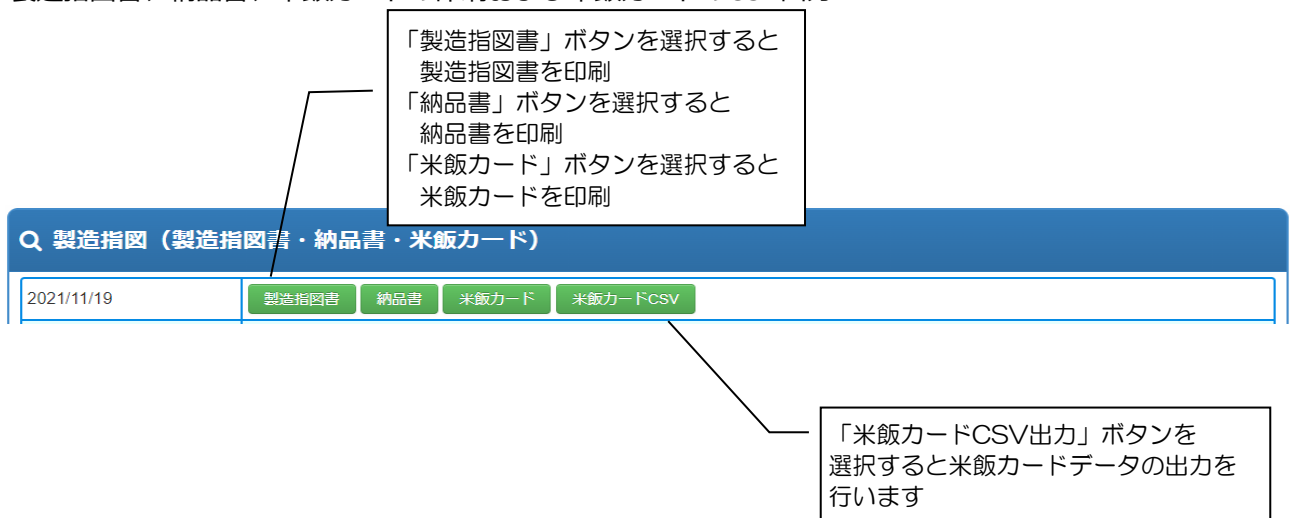 「製造指図書」ボタンを選択すると
製造指図書を印刷
「納品書」ボタンを選択すると
納品書を印刷
「米飯カード」ボタンを選択すると
米飯カードを印刷
製造指図（製造指図書・納品書・米飯カード）
2021/11/19 製造指図書 納品書 米飯カード 米飯カードCSV
「米飯カードCSV出力」ボタンを
選択すると米飯カードデータの出力を
行います